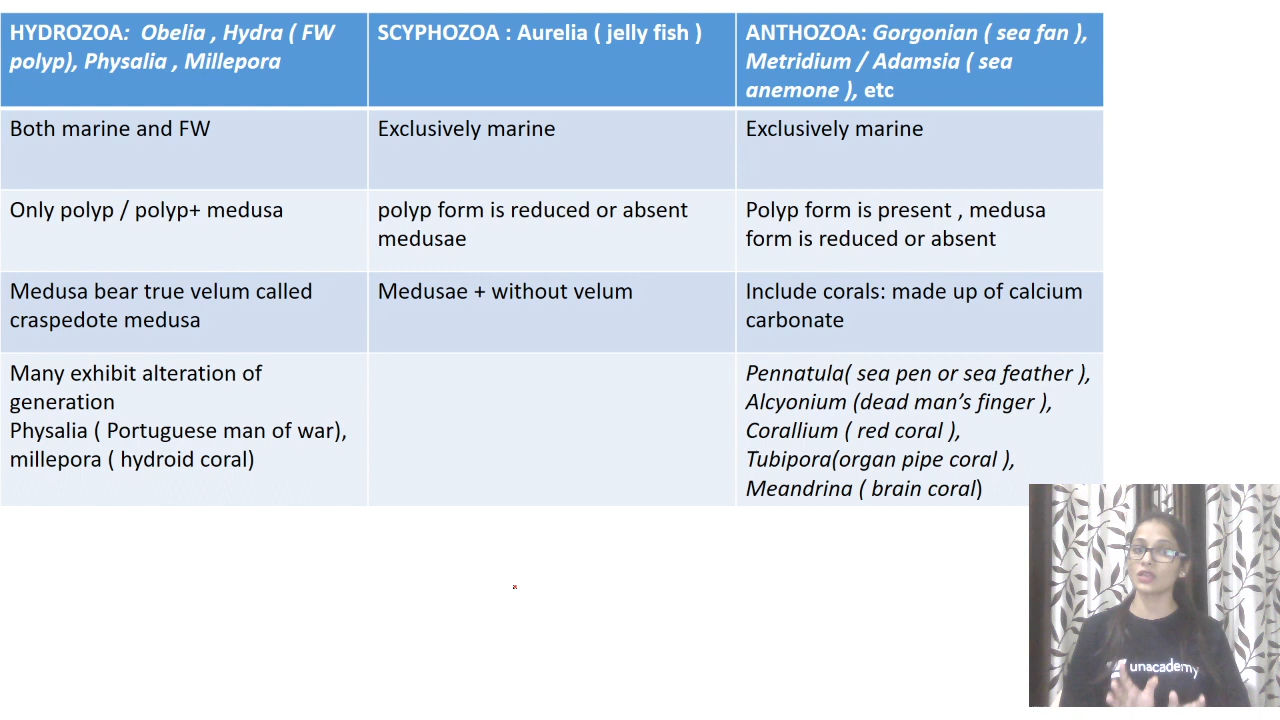 HYDROZOA: Obelia , Hydra ( FW
polyp), Physalia , Millepora
SCYPHOZOA : Aurelia ( jelly fish )
ANTHOZOA: Gorgonian ( sea fan ),
Metridium / Adamsia ( sea
anemone ), etc
Both marine and FW
Exclusively marine
Exclusively marine
Only polyp / polyp+ medusa
polyp form is reduced or absent
medusae
Polyp form is present , medusa
form is reduced or absent
Medusa bear true velum called
craspedote medusa
Medusae + without velum
Include corals: made up of calcium
carbonate
Many exhibit alteration of
generation
Physalia ( Portuguese man of war),
millepora ( hydroid coral)
Pennatula( sea pen or sea feather ),
Alcyonium (dead man’s finger ),
Corallium ( red coral ),
Tubipora(organ pipe coral ),
Meandrina ( brain coral)
unacademy